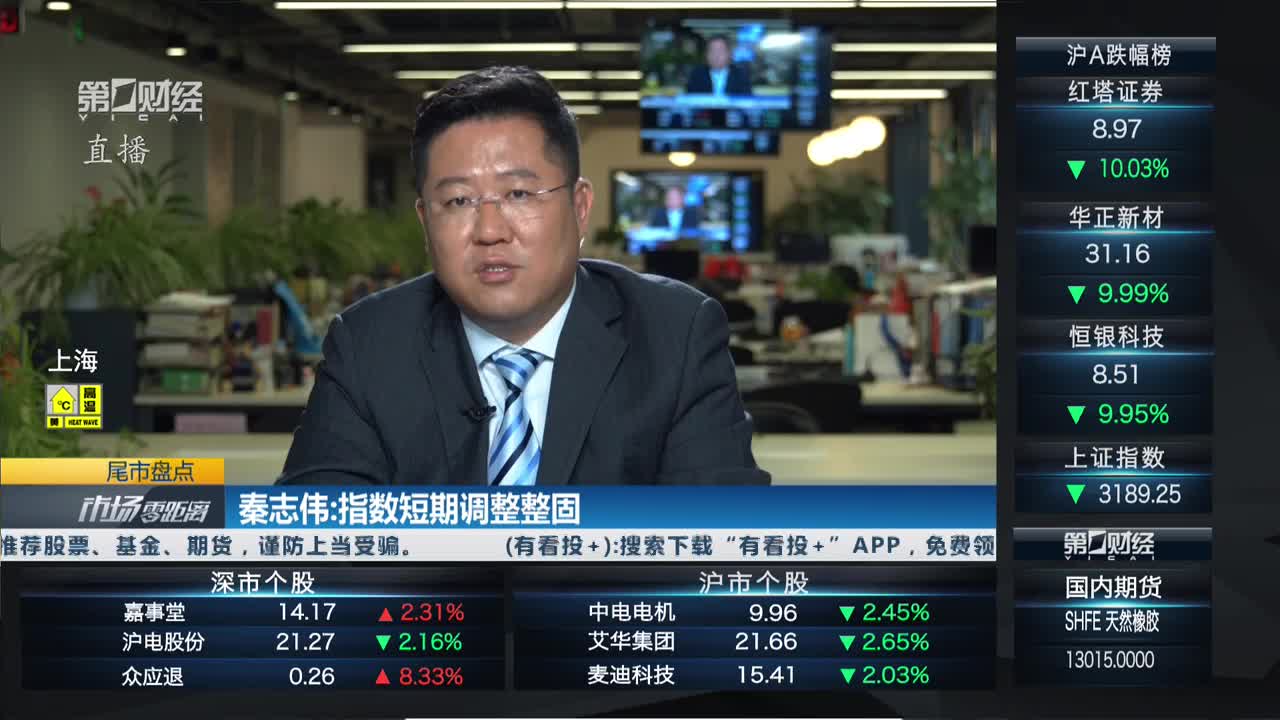 第一财经
YICAI
直播
上海
℃
高温
黄
HEAT WAVE
尾市盘点
市场零距离
秦志伟:指数短期调整整固
推荐股票、基金、期货，谨防上当受骗。 (有看投+):搜索下载“有看投+”APP，免费领
深市个股
嘉事堂 14.17 ▲2.31%
沪电股份 21.27 ▼2.16%
众应退 0.26 ▲8.33%
沪市个股
中电电机 9.96 ▼2.45%
艾华集团 21.66 ▼2.65%
麦迪科技 15.41 ▼2.03%
沪A跌幅榜
红塔证券
8.97
▼ 10.03%
华正新材
31.16
▼ 9.99%
恒银科技
8.51
▼ 9.95%
上证指数
▼ 3189.25
第一财经
YICAI
国内期货
SHFE 天然橡胶
13015.0000